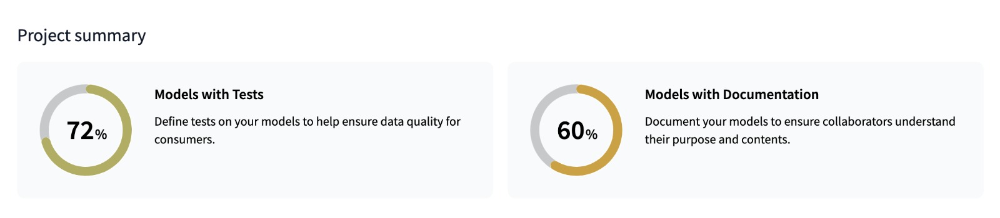 Project summary
72%
Models with Tests
Define tests on your models to help ensure data quality for
consumers.
60%
Models with Documentation
Document your models to ensure collaborators understand
their purpose and contents.